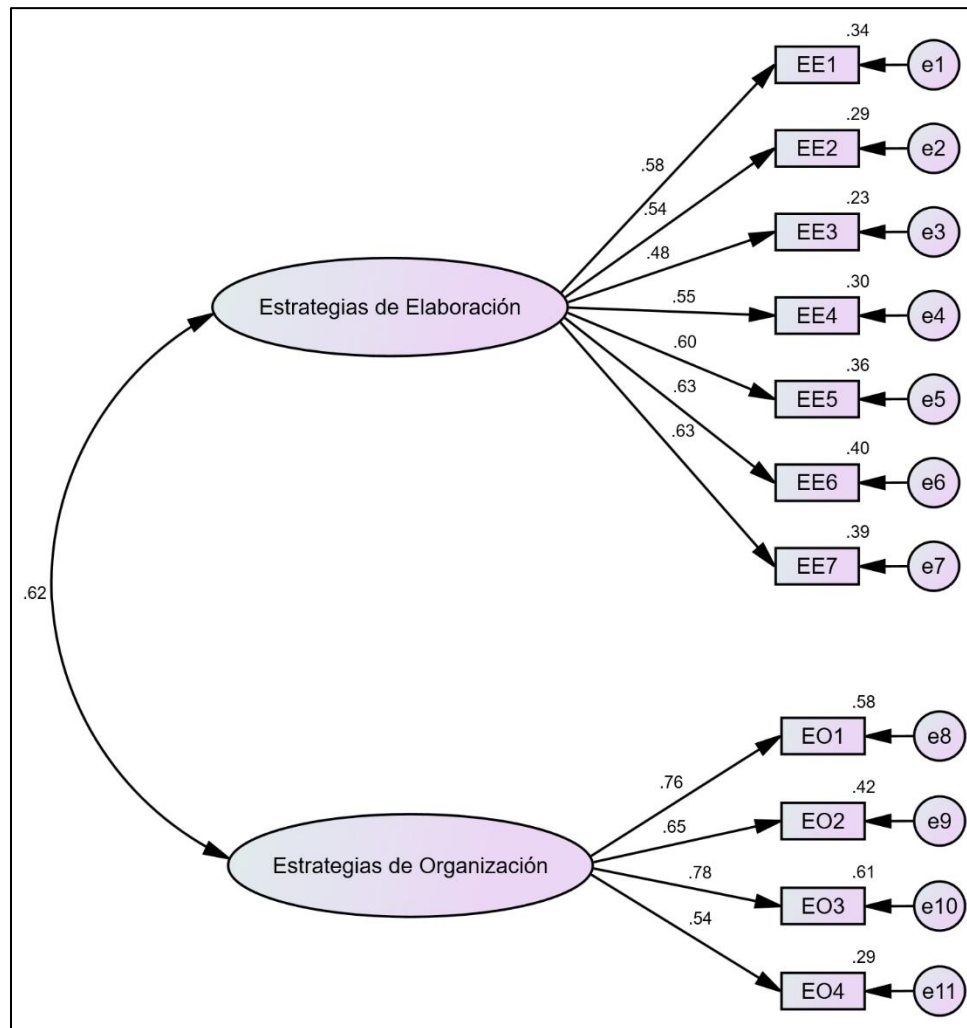 .34
EE1
e1
.29
EE2
e2
.58
.23
.54
EE3
e3
.48
.30
Estrategias de Elaboración
.55
EE4
e4
.60
.36
EE5
e5
.63
.40
.63
EE6
e6
.39
EE7
e7
.62
.58
EO1
e8
.76
.42
.65
EO2
e9
Estrategias de Organización
.78
.61
EO3
e10
.54
.29
EO4
e11